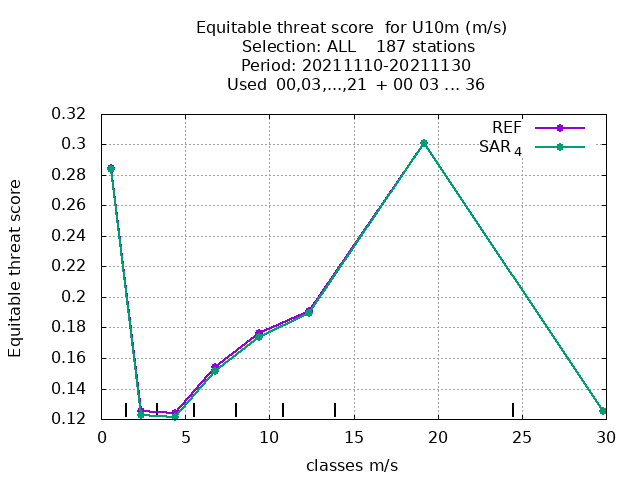 Equitable threat score  for U10m (m/s)
Selection: ALL    187 stations
Period: 20211110-20211130
Used  00,03,...,21  + 00 03 ... 36
REF
SAR4
0.32
0.3
0.28
0.26
0.24
0.22
0.2
0.18
0.16
0.14
0.12
Equitable threat score
0 5 10 15 20 25 30
classes m/s